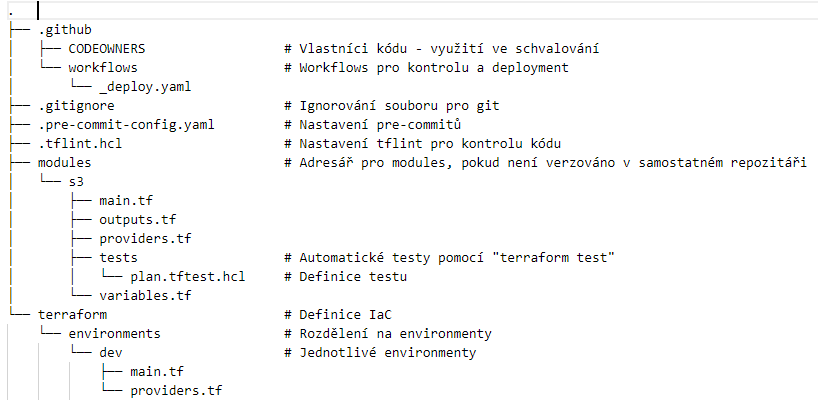 .
├── .github
│   ├── CODEOWNERS                  # Vlastníci kódu - využití ve schvalování
│   └── workflows                   # Workflows pro kontrolu a deployment
│       └── _deploy.yaml
├── .gitignore                      # Ignorování souboru pro git
├── .pre-commit-config.yaml         # Nastavení pre-commitů
├── .tflint.hcl                     # Nastavení tflint pro kontrolu kódu
├── modules                         # Adresář pro modules, pokud není verzováno v samostatném repozitáři
│   └── s3
│       ├── main.tf
│       ├── outputs.tf
│       ├── providers.tf
│       ├── tests                   # Automatické testy pomocí "terraform test"
│       │   └── plan.tftest.hcl     # Definice testu
│       └── variables.tf
└── terraform                       # Definice IaC
    └── environments                # Rozdělení na environmenty
        └── dev                     # Jednotlivé environmenty
            ├── main.tf
            └── providers.tf